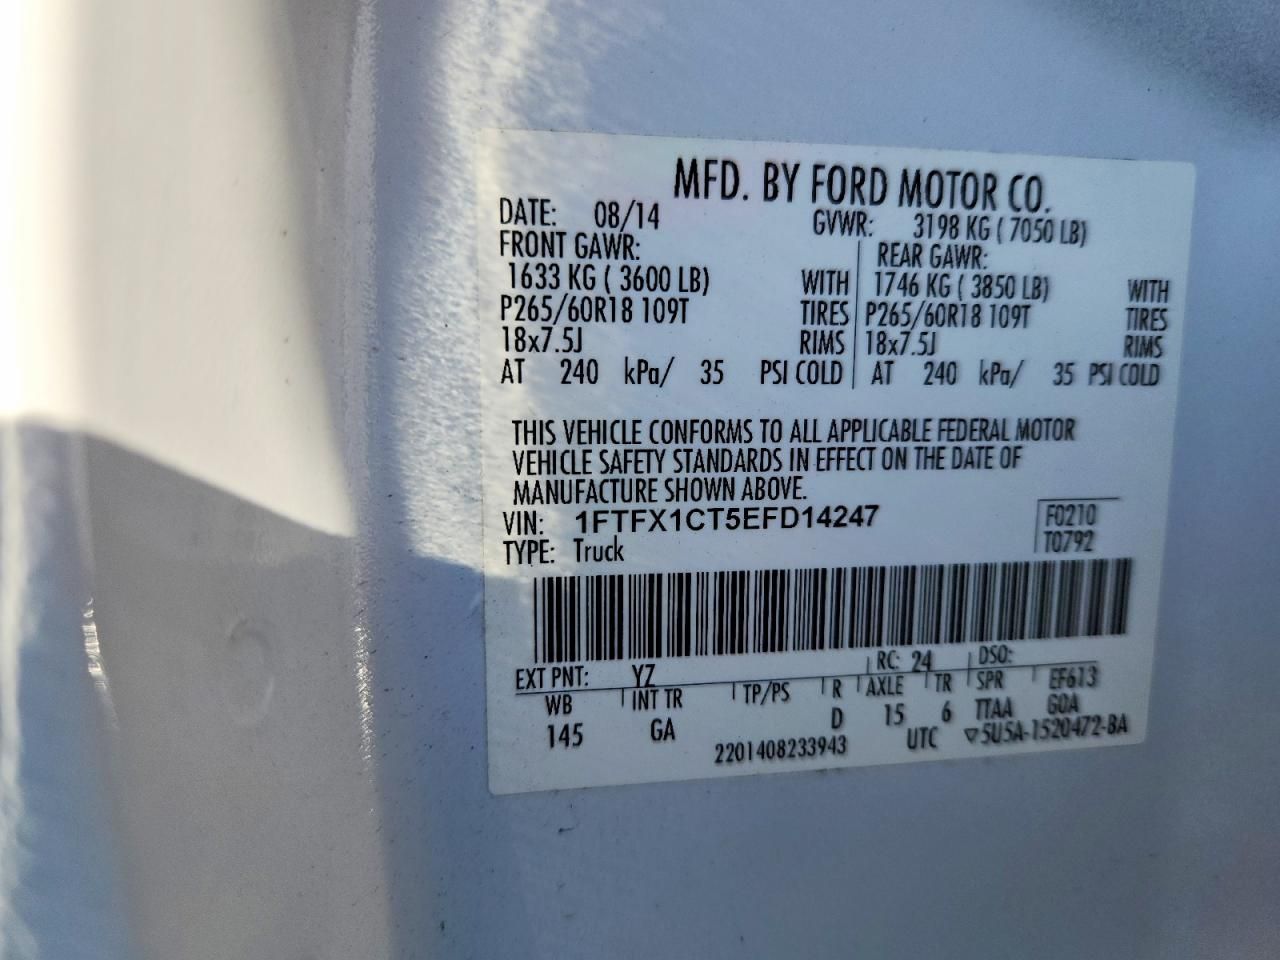 MFD. BY FORD MOTOR CO.
DATE: 08/14 GVWR: 3198 KG ( 7050 LB)
FRONT GAWR: REAR GAWR:
1633 KG ( 3600 LB) WITH 1746 KG ( 3850 LB) WITH
P265/60R18 109T TIRES P265/60R18 109T TIRES
18x7.5J RIMS 18x7.5J RIMS
AT 240 kPa/ 35 PSI COLD AT 240 kPa/ 35 PSI COLD
THIS VEHICLE CONFORMS TO ALL APPLICABLE FEDERAL MOTOR
VEHICLE SAFETY STANDARDS IN EFFECT ON THE DATE OF
MANUFACTURE SHOWN ABOVE.
VIN: 1FTFX1CT5EFD14247 F0210
TYPE: Truck T0792
EXT PNT: YZ RC: 24 DSO:
WB INT TR TP/PS R AXLE TR SPR EF613
145 GA D 15 6 TTAA GOA
2201408233943 UTC ▽5U5A-1520472-BA